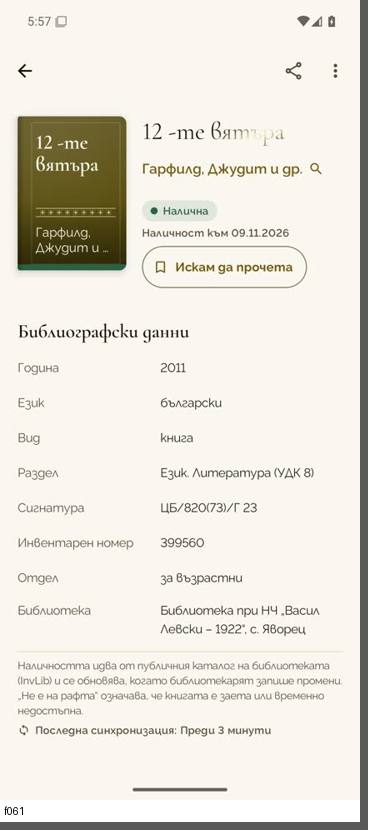 5:57
12 -те
вятъра
Гарфилд,
Джудит и ...
12 -те вятъра
Гарфилд, Джудит и др.
Налична
Наличност към 09.11.2026
Искам да прочета
Библиографски данни
Година 2011
Език български
Вид книга
Раздел Език. Литература (УДК 8)
Сигнатура ЦБ/820(73)/Г 23
Инвентарен номер 399560
Отдел за възрастни
Библиотека Библиотека при НЧ „Васил
Левски – 1922“, с. Яворец
Наличността идва от публичния каталог на библиотеката
(InvLib) и се обновява, когато библиотекарят запише промени.
„Не е на рафта“ означава, че книгата е заета или временно
недостъпна.
Последна синхронизация: Преди 3 минути
f061